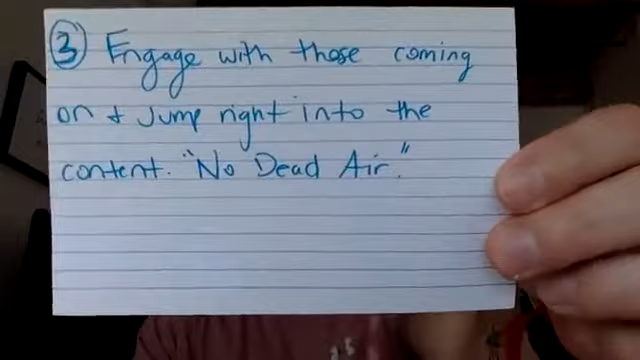 ③ Engage with those coming
on & jump right into the
content. "No Dead Air."